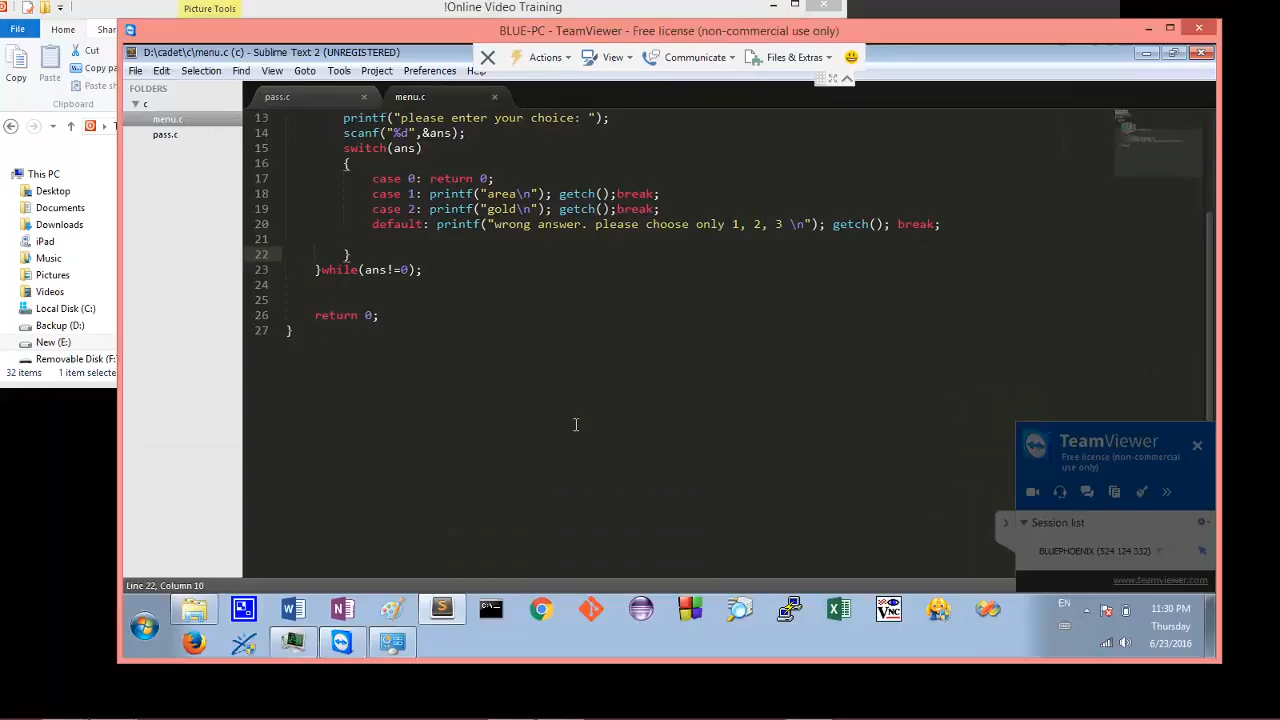 Picture Tools
!Online Video Training
File
Home
Shar
Copy
Paste
Cut
Copy pa
Paste s
Clipboard
This PC
Desktop
Documents
Downloads
iPad
Music
Pictures
Videos
Local Disk (C:)
Backup (D:)
New (E:)
Removable Disk (F:
32 items
1 item selecte
BLUE-PC - TeamViewer - Free license (non-commercial use only)
D:\cadet\c\menu.c (c) - Sublime Text 2 (UNREGISTERED)
Actions
View
Communicate
Files & Extras
File Edit Selection Find View Goto Tools Project Preferences Help
FOLDERS
c
menu.c
pass.c
pass.c
menu.c
13 printf("please enter your choice: ");
14 scanf("%d",&ans);
15 switch(ans)
16 {
17 case 0: return 0;
18 case 1: printf("area\n"); getch();break;
19 case 2: printf("gold\n"); getch();break;
20 default: printf("wrong answer. please choose only 1, 2, 3 \n"); getch(); break;
21
22 }
23 }while(ans!=0);
24
25
26 return 0;
27 }
TeamViewer
Free license (non-commercial
use only)
Session list
BLUEPHOENIX (524 124 332)
www.teamviewer.com
Line 22, Column 10
EN
11:30 PM
Thursday
6/23/2016